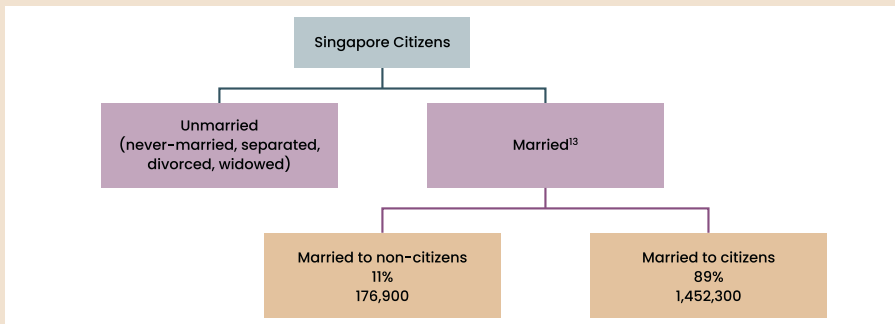 Singapore Citizens
Unmarried
(never-married, separated,
divorced, widowed)
Married¹³
Married to non-citizens
11%
176,900
Married to citizens
89%
1,452,300